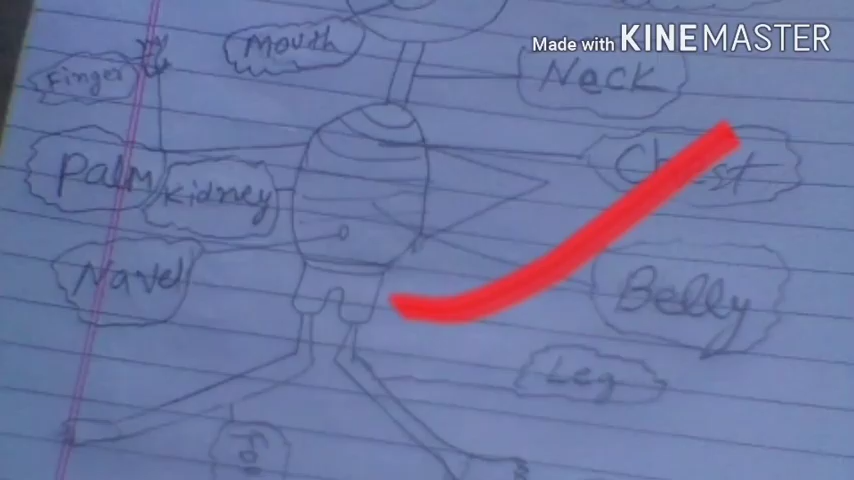 Made with KINEMASTER
Mouth
Finger
Neck
Palm
Kidney
Chest
Navel
Belly
Leg